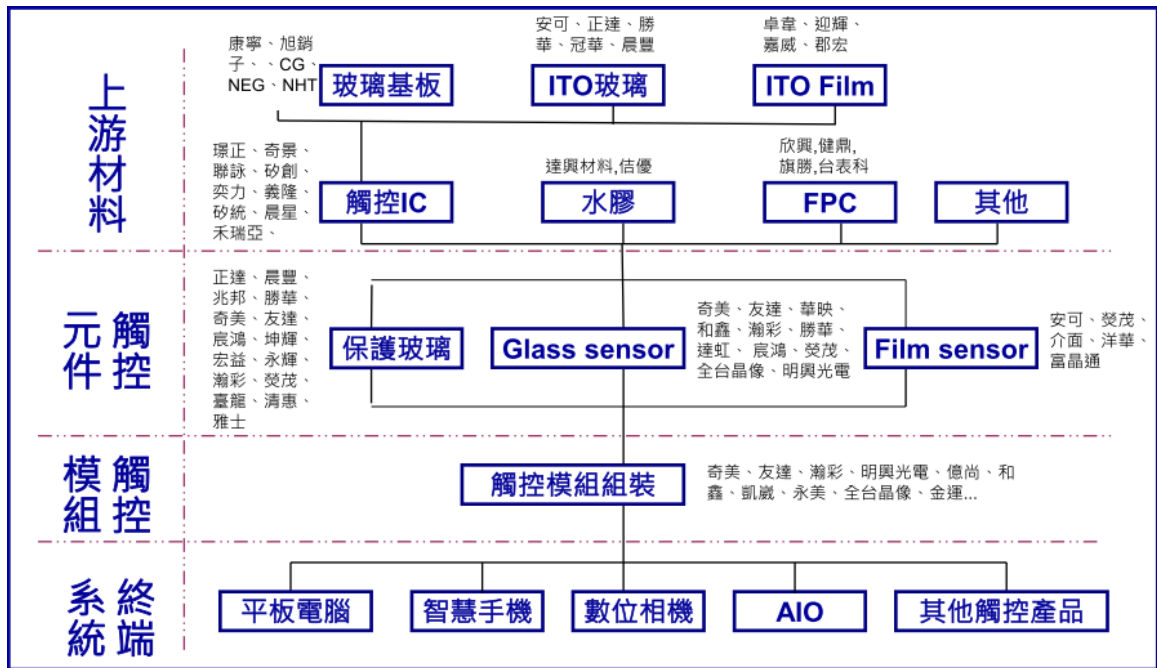 上游材料
康寧、旭銷
子、、CG、
NEG、NHT
玻璃基板
安可、正達、勝
華、冠華、晨豐
ITO玻璃
卓韋、迎輝、
嘉威、郡宏
ITO Film
璟正、奇景、
聯詠、矽創、
奕力、義隆、
矽統、晨星、
禾瑞亞、
觸控IC
達興材料,佶優
水膠
欣興,健鼎,
旗勝,台表科
FPC
其他
觸控
元件
正達、晨豐、
兆邦、勝華、
奇美、友達、
宸鴻、坤輝、
宏益、永輝、
瀚彩、熒茂、
臺龍、清惠、
雅士
保護玻璃
Glass sensor
奇美、友達、華映、
和鑫、瀚彩、勝華、
達虹、 宸鴻、熒茂、
全台晶像、明興光電
Film sensor
安可、熒茂、
介面、洋華、
富晶通
觸控
模組
觸控模組組裝
奇美、友達、瀚彩、明興光電、億尚、和
鑫、凱崴、永美、全台晶像、金運...
終端
系統
平板電腦
智慧手機
數位相機
AIO
其他觸控產品